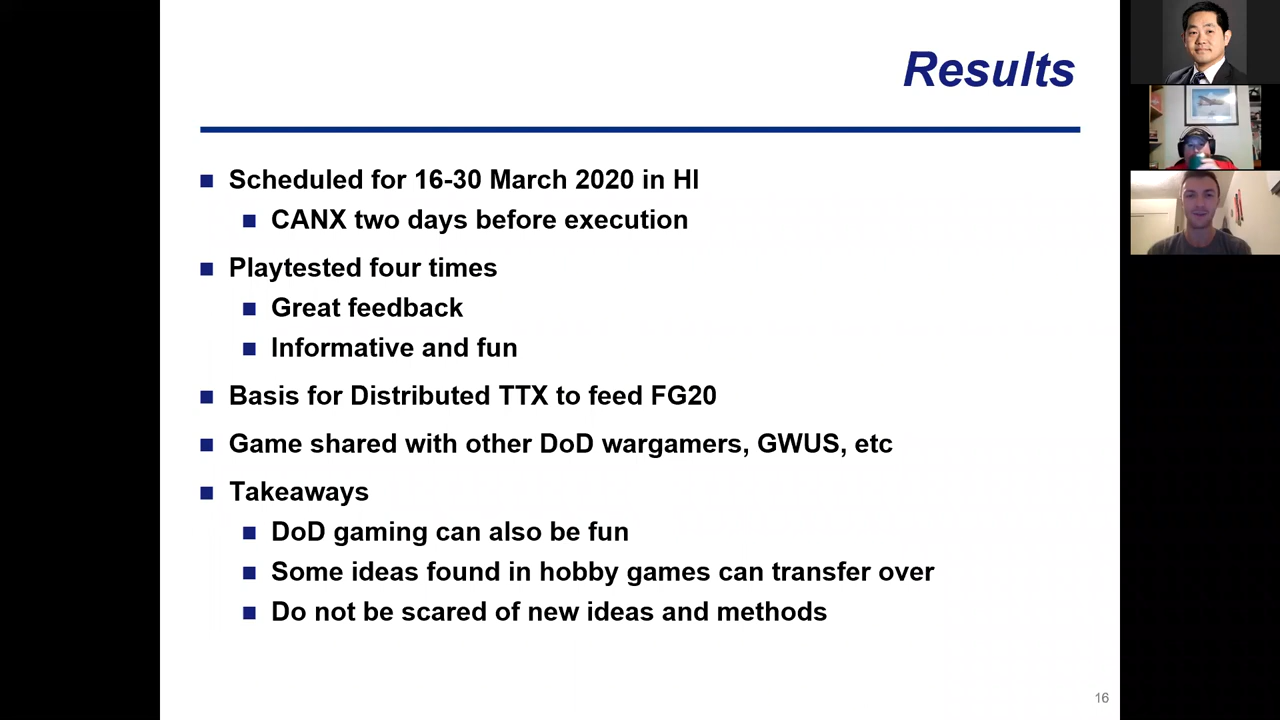 Results
Scheduled for 16-30 March 2020 in HI
CANX two days before execution
Playtested four times
Great feedback
Informative and fun
Basis for Distributed TTX to feed FG20
Game shared with other DoD wargamers, GWUS, etc
Takeaways
DoD gaming can also be fun
Some ideas found in hobby games can transfer over
Do not be scared of new ideas and methods
16